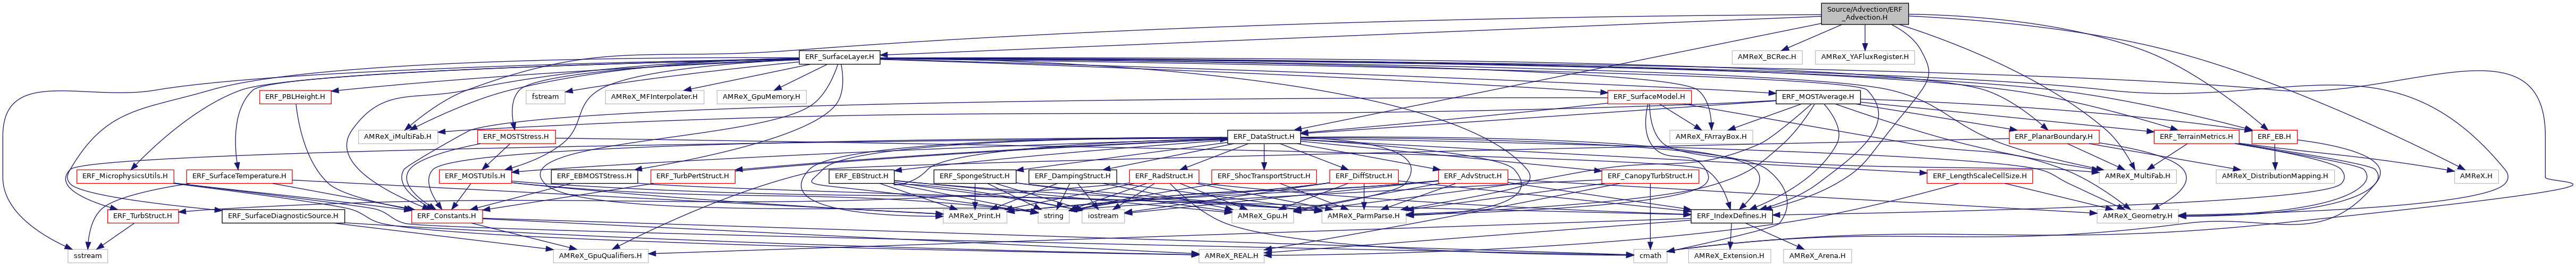 Source/Advection/ERF
_Advection.H
ERF_SurfaceLayer.H
AMReX_BCRec.H
AMReX_YAFluxRegister.H
ERF_PBLHeight.H
fstream
AMReX_MFInterpolater.H
AMReX_GpuMemory.H
ERF_SurfaceModel.H
ERF_MOSTAverage.H
AMReX_iMultiFab.H
ERF_MOSTStress.H
ERF_DataStruct.H
AMReX_FArrayBox.H
ERF_PlanarBoundary.H
ERF_TerrainMetrics.H
ERF_EB.H
ERF_MicrophysicsUtils.H
ERF_SurfaceTemperature.H
ERF_MOSTUtils.H
ERF_EBMOSTStress.H
ERF_TurbPertStruct.H
ERF_EBStruct.H
ERF_SpongeStruct.H
ERF_DampingStruct.H
ERF_RadStruct.H
ERF_ShocTransportStruct.H
ERF_DiffStruct.H
ERF_AdvStruct.H
ERF_CanopyTurbStruct.H
ERF_LengthScaleCellSize.H
AMReX_MultiFab.H
AMReX_DistributionMapping.H
AMReX.H
ERF_TurbStruct.H
ERF_SurfaceDiagnosticSource.H
ERF_Constants.H
AMReX_Print.H
string
iostream
AMReX_Gpu.H
AMReX_ParmParse.H
ERF_IndexDefines.H
AMReX_Geometry.H
sstream
AMReX_GpuQualifiers.H
AMReX_REAL.H
cmath
AMReX_Extension.H
AMReX_Arena.H